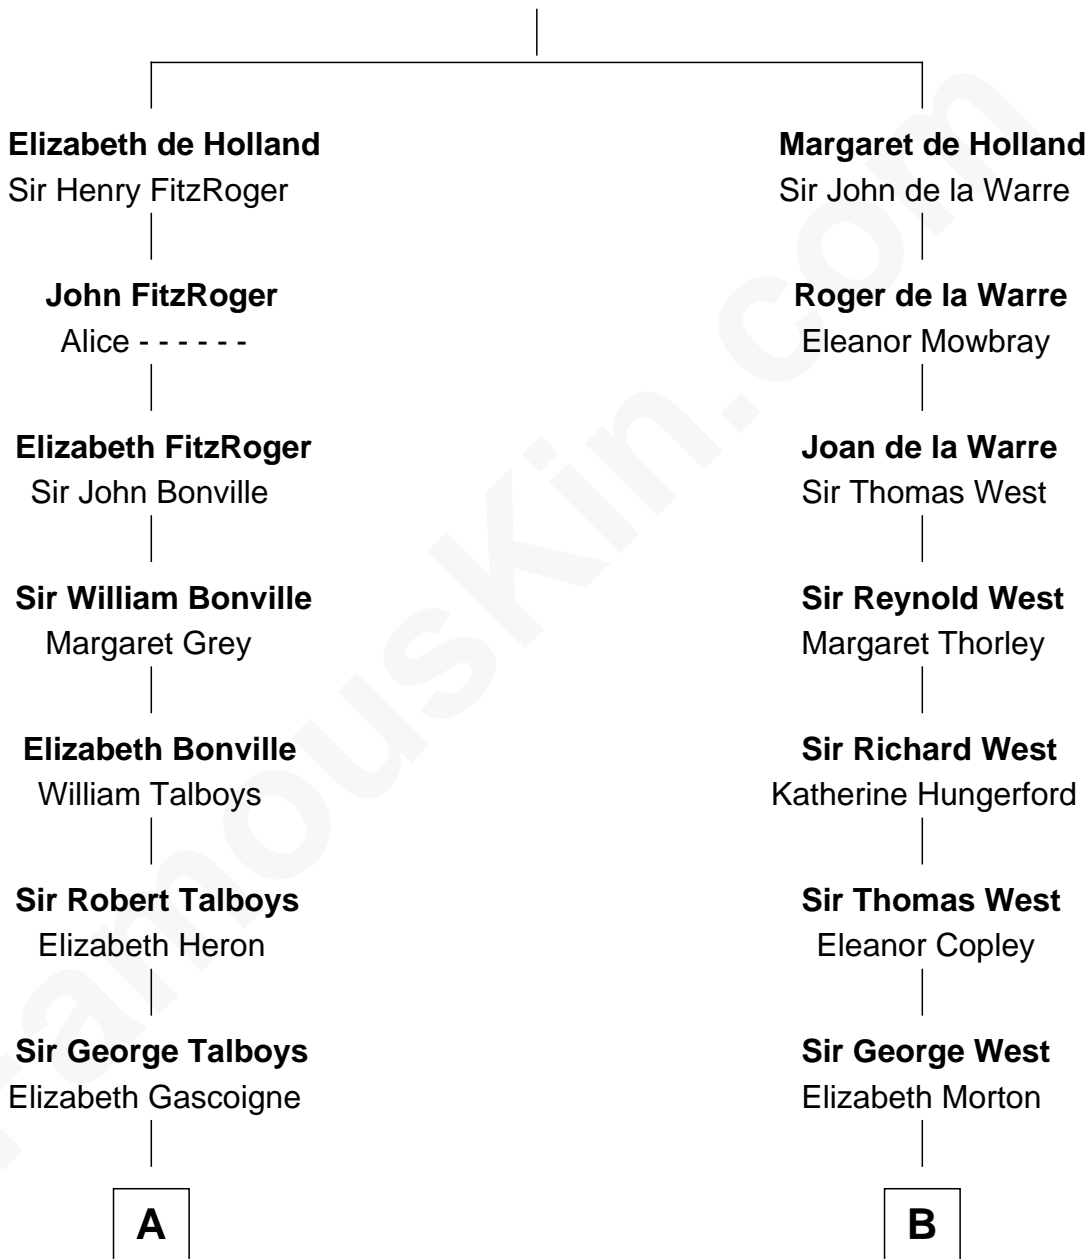 Elizabeth de Holland
Sir Henry FitzRoger
John FitzRoger
Alice - - - - - -
Elizabeth FitzRoger
Sir John Bonville
Sir William Bonville
Margaret Grey
Elizabeth Bonville
William Talboys
Sir Robert Talboys
Elizabeth Heron
Sir George Talboys
Elizabeth Gascoigne
A
Margaret de Holland
Sir John de la Warre
Roger de la Warre
Eleanor Mowbray
Joan de la Warre
Sir Thomas West
Sir Reynold West
Margaret Thorley
Sir Richard West
Katherine Hungerford
Sir Thomas West
Eleanor Copley
Sir George West
Elizabeth Morton
B
FamousKin.com